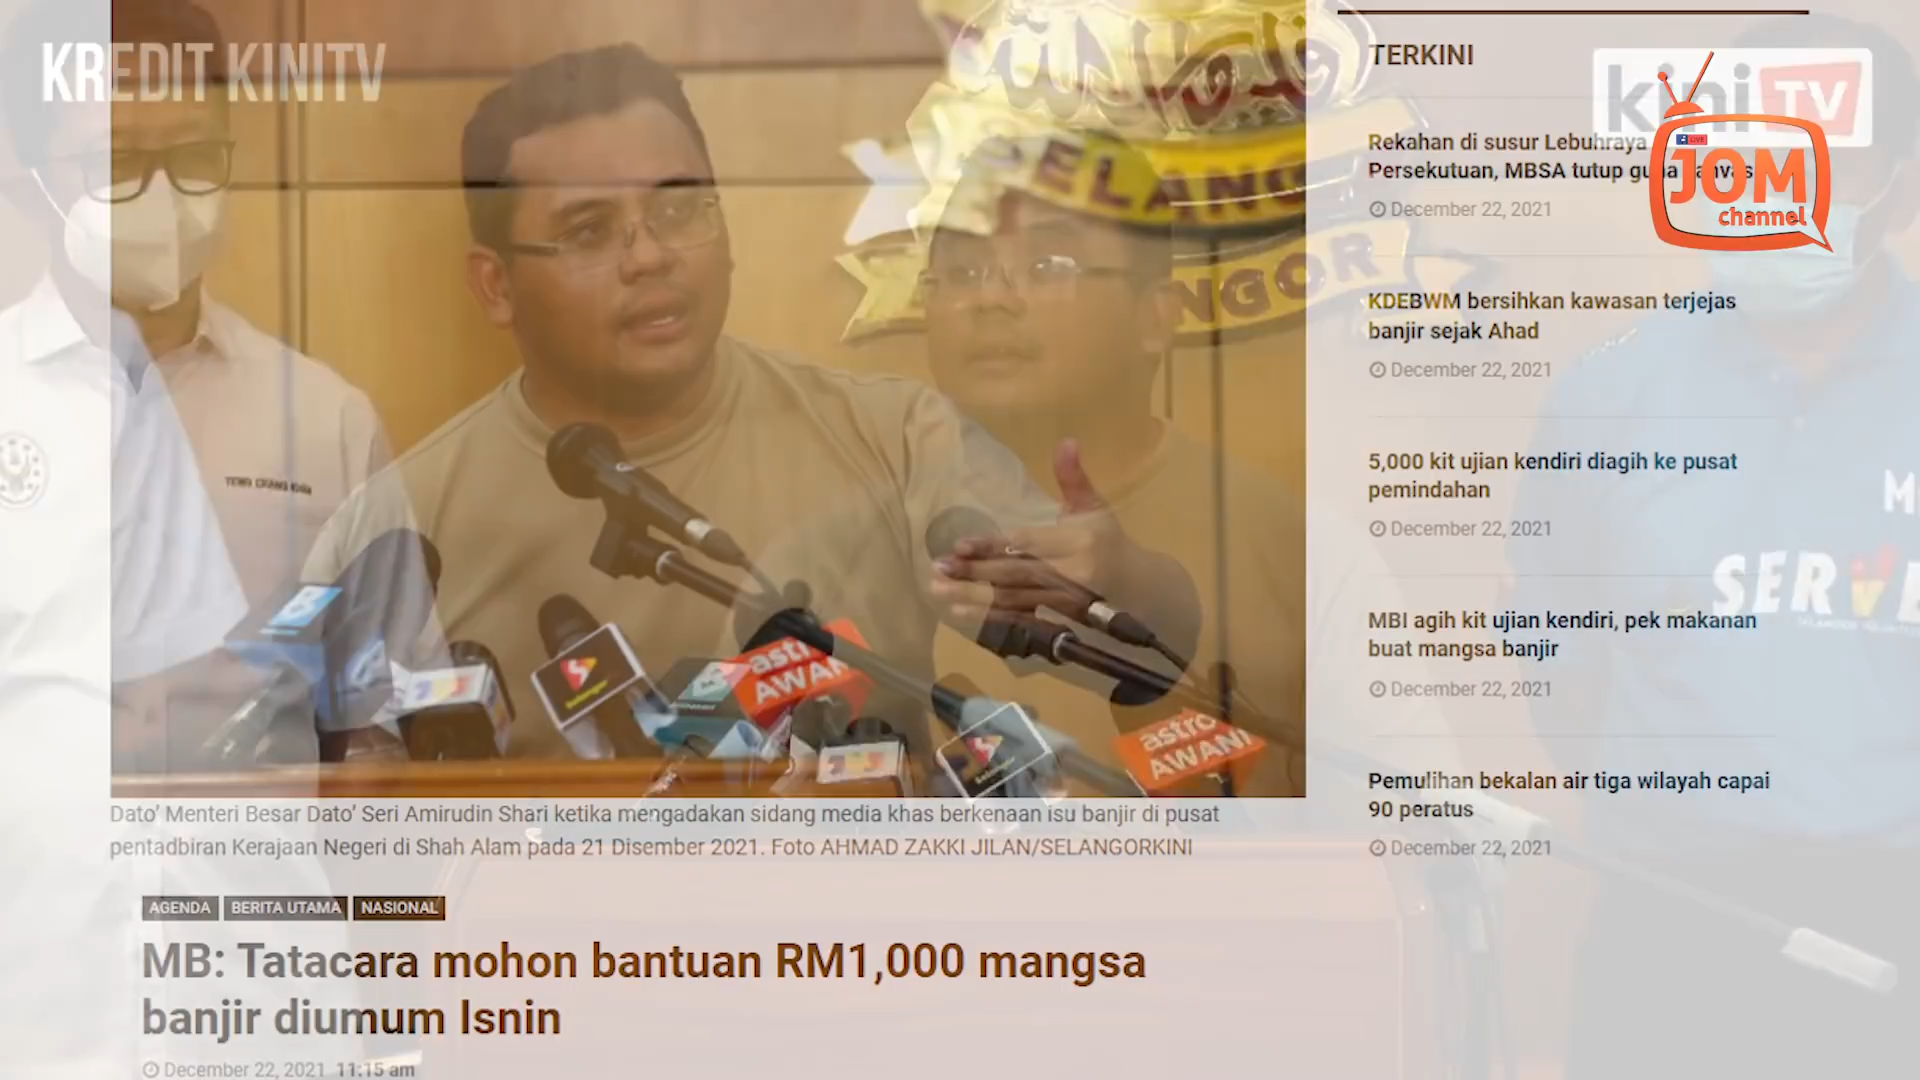 KREDIT KINITV
SELANGOR
TERKINI
kini TV
Rekahan di susur Lebuhraya
Persekutuan, MBSA tutup guna
December 22, 2021
LIVE
JOM
channel
KDEBWM bersihkan kawasan terjejas
banjir sejak Ahad
December 22, 2021
5,000 kit ujian kendiri diagih ke pusat
pemindahan
December 22, 2021
MBI agih kit ujian kendiri, pek makanan
buat mangsa banjir
December 22, 2021
Pemulihan bekalan air tiga wilayah capai
90 peratus
December 22, 2021
astro
AWANI
astro
AWANI
Dato’ Menteri Besar Dato’ Seri Amirudin Shari ketika mengadakan sidang media khas berkenaan isu banjir di pusat
pentadbiran Kerajaan Negeri di Shah Alam pada 21 Disember 2021. Foto AHMAD ZAKKI JILAN/SELANGORKINI
AGENDA BERITA UTAMA NASIONAL
MB: Tatacara mohon bantuan RM1,000 mangsa
banjir diumum Isnin
December 22, 2021 11:15 am